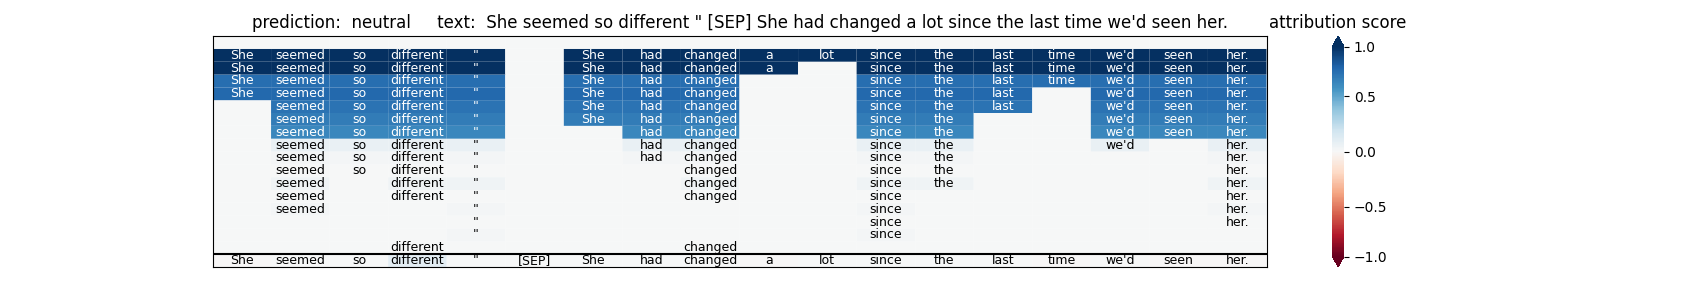 prediction: neutral text: She seemed so different " [SEP] She had changed a lot since the last time we'd seen her. attribution score
She seemed so different " She had changed a lot since the last time we'd seen her. 1.0
She seemed so different " She had changed a since the last time we'd seen her.
She seemed so different " She had changed since the last time we'd seen her.
She seemed so different " She had changed since the last we'd seen her. 0.5
seemed so different " She had changed since the last we'd seen her.
seemed so different " She had changed since the we'd seen her.
seemed so different " had changed since the we'd seen her.
seemed so different " had changed since the we'd her. 0.0
seemed so different " had changed since the her.
seemed so different " changed since the her.
seemed different " changed since the her.
seemed different " changed since her.
seemed " since her. −0.5
" since her.
" since
different changed
She seemed so different " [SEP] She had changed a lot since the last time we'd seen her. −1.0